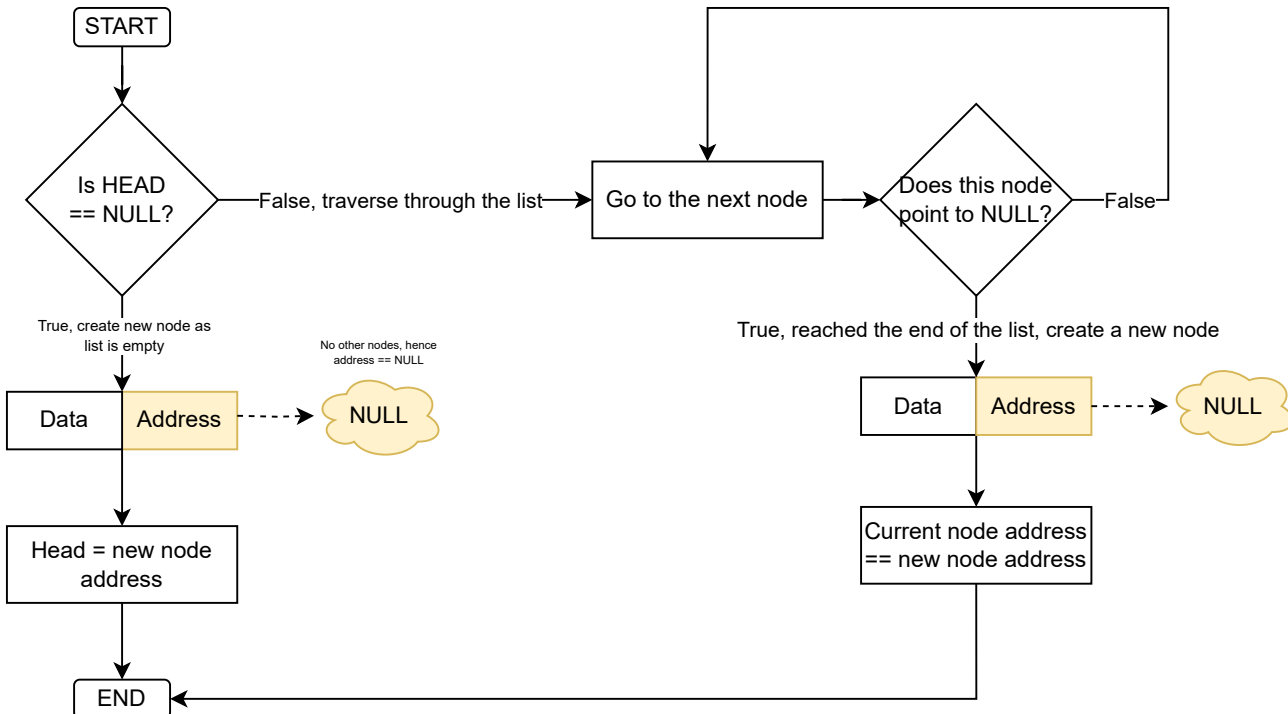 START
Is HEAD
== NULL?
False, traverse through the list
Go to the next node
Does this node
point to NULL?
False
True, create new node as
list is empty
No other nodes, hence
address == NULL
Data
Address
NULL
Head = new node
address
True, reached the end of the list, create a new node
Data
Address
NULL
Current node address
== new node address
END